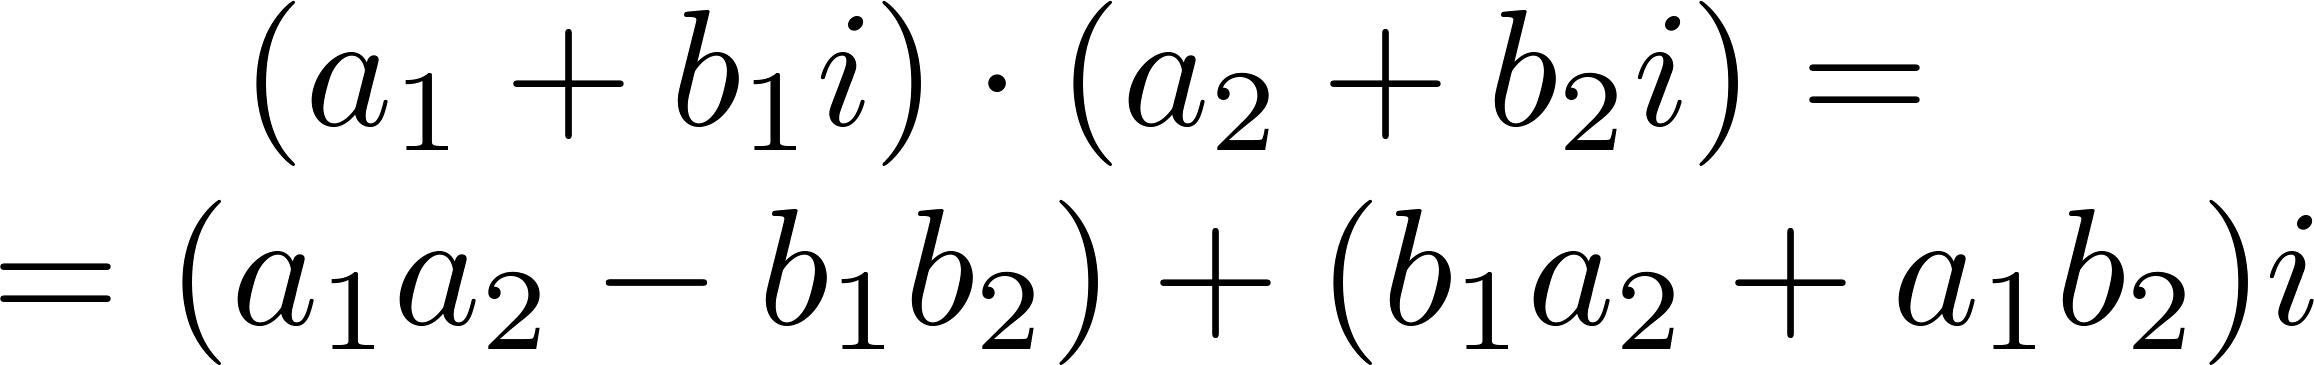 (a₁ + b₁i) · (a₂ + b₂i) =
= (a₁a₂ − b₁b₂) + (b₁a₂ + a₁b₂)i